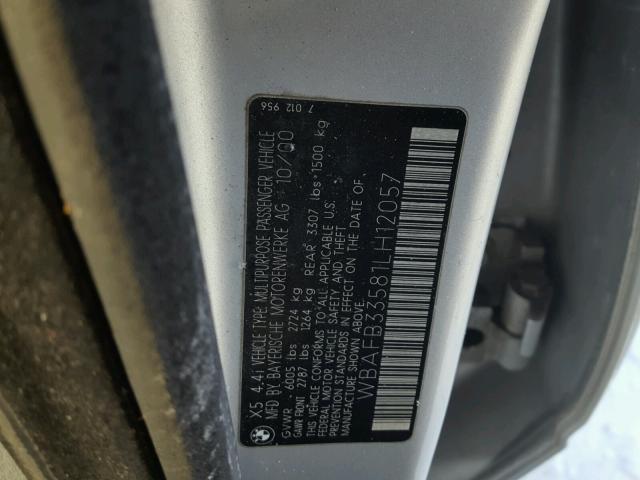 X5 4.4i VEHICLE TYPE MULTIPURPOSE PASSENGER VEHICLE
MFD. BY BAYERISCHE MOTORENWERKE AG 10/00
GVWR - 6005 lbs 2724 kg
GAWR FRONT 2787 lbs 1264 kg REAR 3307 lbs 1500 kg
THIS VEHICLE CONFORMS TO ALL APPLICABLE U.S.
FEDERAL MOTOR VEHICLE SAFETY AND THEFT
PREVENTION STANDARDS IN EFFECT ON THE DATE OF
MANUFACTURE SHOWN ABOVE.
WBAFB33581LH12057
7 012 956
BMW